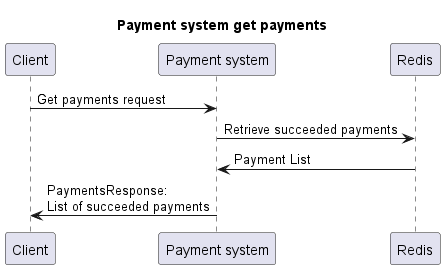 Payment system get payments
Client
Payment system
Redis
Get payments request
Retrieve succeeded payments
Payment List
PaymentsResponse:
List of succeeded payments
Client
Payment system
Redis